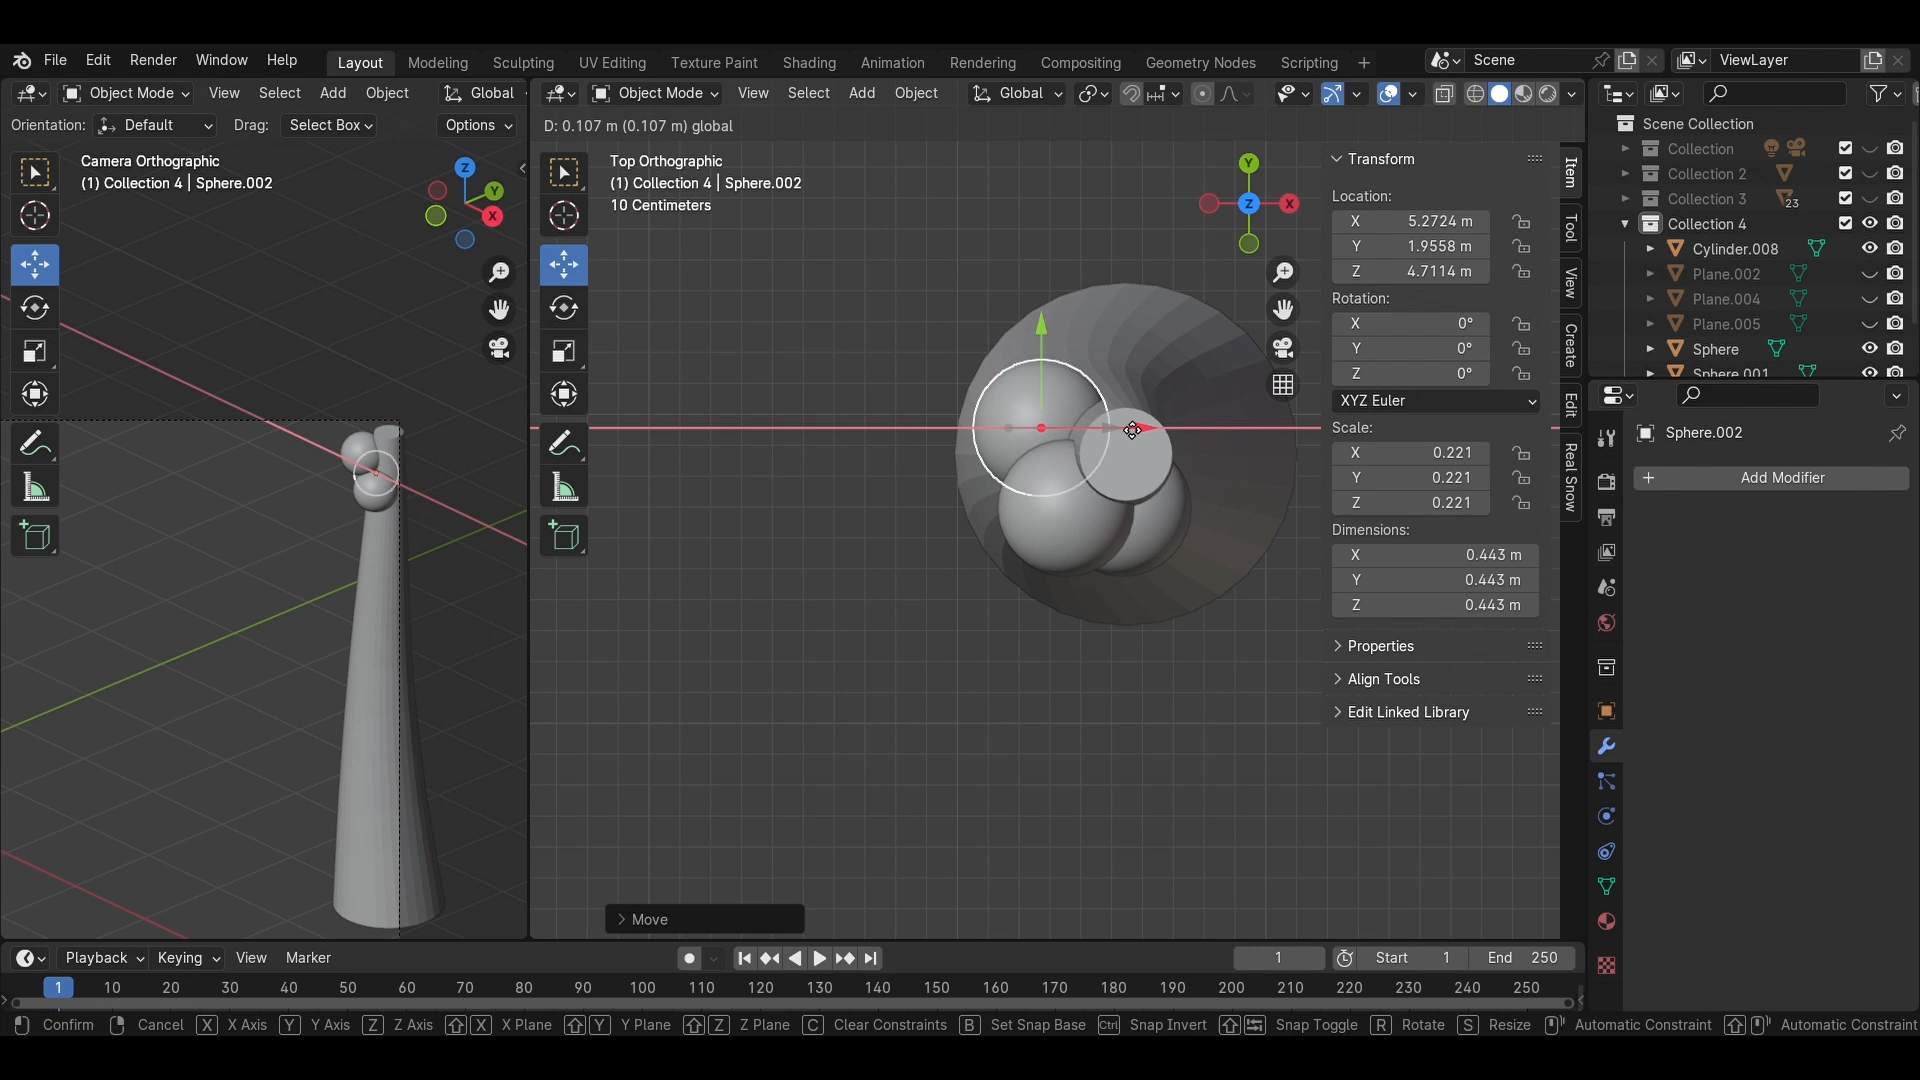 File Edit Render Window Help Layout Modeling Sculpting UV Editing Texture Paint Shading Animation Rendering Compositing Geometry Nodes Scripting + Scene ViewLayer
Object Mode View Select Add Object Global
Object Mode View Select Add Object Global
Orientation: Default Drag: Select Box Options
D: 0.107 m (0.107 m) global
Camera Orthographic
(1) Collection 4 | Sphere.002
Z
Y
X
Top Orthographic
(1) Collection 4 | Sphere.002
10 Centimeters
Y
Z
X
Transform
Location:
X 5.2724 m
Y 1.9558 m
Z 4.7114 m
Rotation:
X 0°
Y 0°
Z 0°
XYZ Euler
Scale:
X 0.221
Y 0.221
Z 0.221
Dimensions:
X 0.443 m
Y 0.443 m
Z 0.443 m
Properties
Align Tools
Edit Linked Library
Item
Tool
View
Create
Edit
Real Snow
Scene Collection
Collection
Collection 2
Collection 3 23
Collection 4
Cylinder.008
Plane.002
Plane.004
Plane.005
Sphere
Sphere.001
Sphere.002
+ Add Modifier
Move
Playback Keying View Marker 1 Start 1 End 250
1 10 20 30 40 50 60 70 80 90 100 110 120 130 140 150 160 170 180 190 200 210 220 230 240 250
Confirm Cancel X X Axis Y Y Axis Z Z Axis X X Plane Y Y Plane Z Z Plane C Clear Constraints B Set Snap Base Ctrl Snap Invert Snap Toggle R Rotate S Resize Automatic Constraint Automatic Constraint